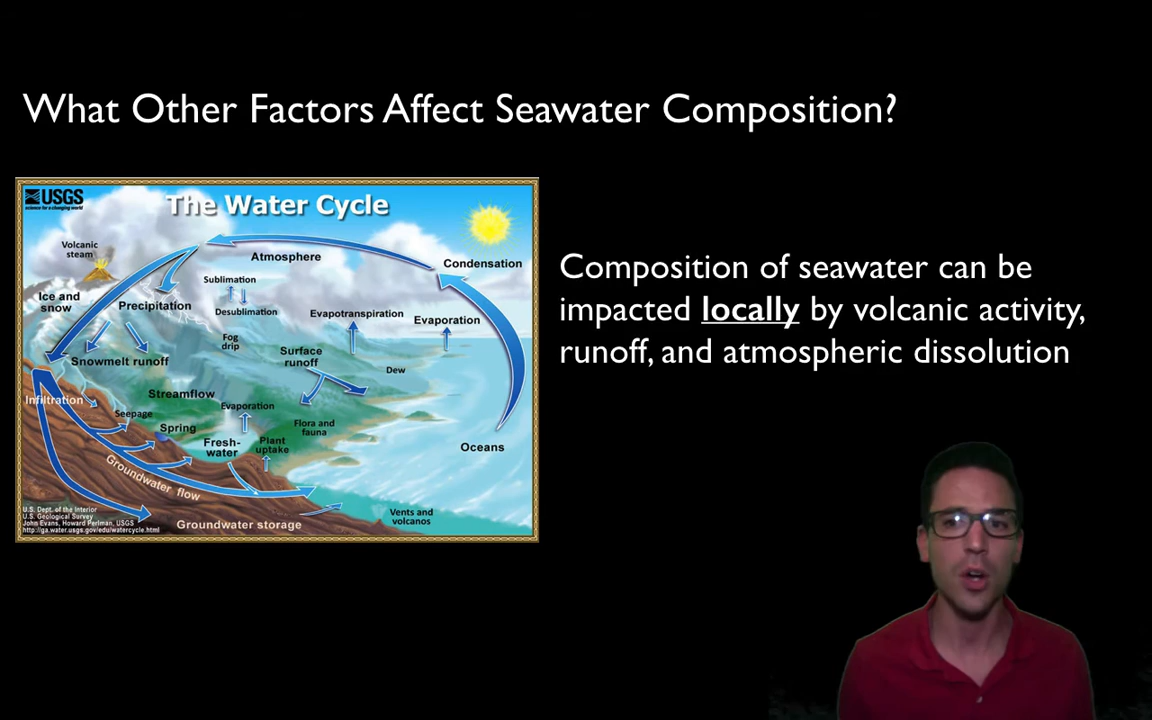 What Other Factors Affect Seawater Composition?
USGS
science for a changing world
The Water Cycle
Volcanic
steam
Atmosphere
Condensation
Ice and
snow
Precipitation
Sublimation
Desublimation
Evapotranspiration
Evaporation
Fog
drip
Snowmelt runoff
Surface
runoff
Dew
Infiltration
Streamflow
Evaporation
Seepage
Spring
Flora and
fauna
Fresh-
water
Plant
uptake
Oceans
Groundwater flow
Vents and
volcanos
Groundwater storage
U.S. Dept. of the Interior
U.S. Geological Survey
John Evans, Howard Perlman, USGS
http://ga.water.usgs.gov/edu/watercycle.html
Composition of seawater can be
impacted locally by volcanic activity,
runoff, and atmospheric dissolution